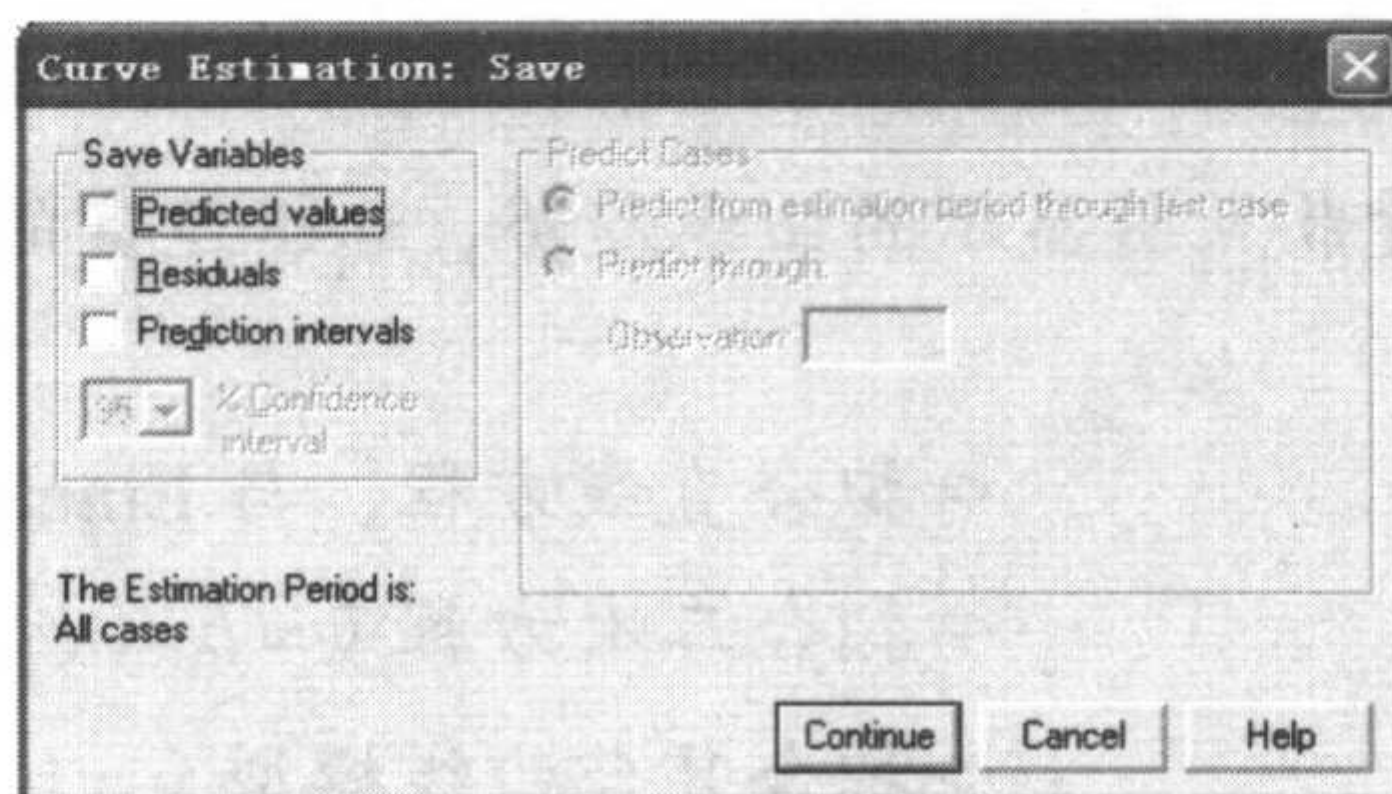 Curve Estimation: Save
Save Variables
Predicted values
Residuals
Prediction intervals
95
% Confidence
interval
Predict Cases
Predict from estimation period through last case
Predict through:
Observation:
The Estimation Period is:
All cases
Continue
Cancel
Help